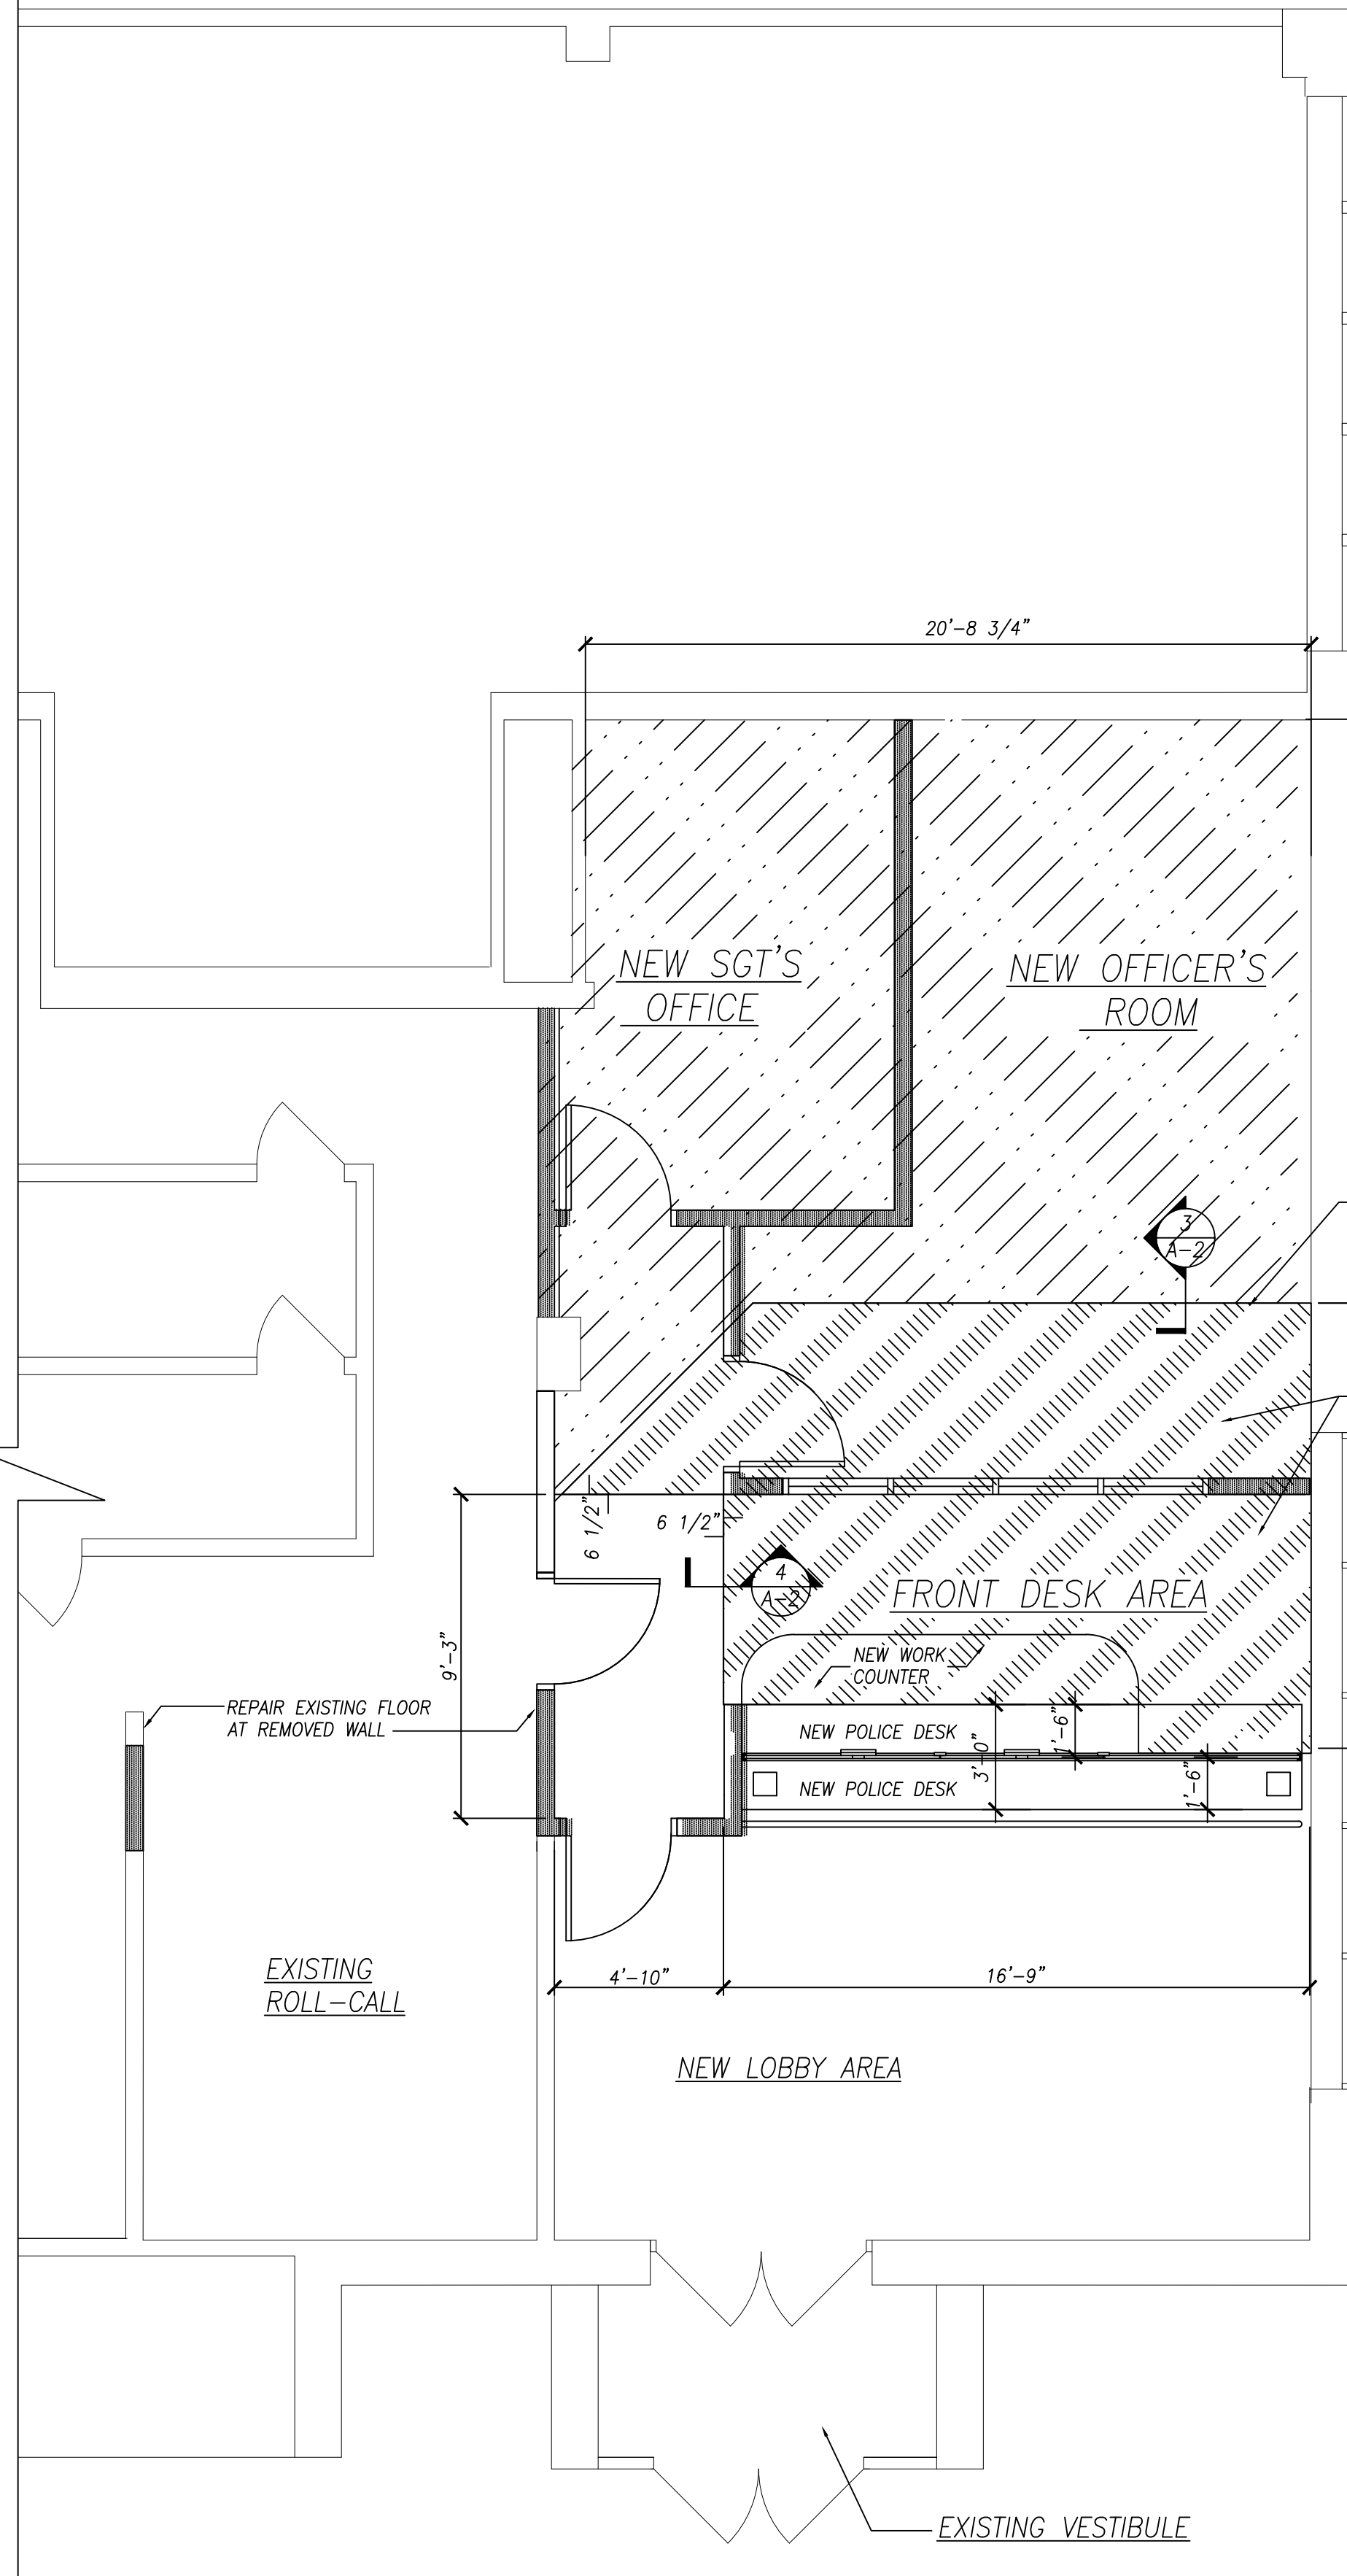 20'-8 3/4"
NEW SGT'S
OFFICE
NEW OFFICER'S
ROOM
3
A-2
6 1/2"
6 1/2"
4
A-2
FRONT DESK AREA
9'-3"
NEW WORK
COUNTER
REPAIR EXISTING FLOOR
AT REMOVED WALL
NEW POLICE DESK
1'-6"
3'-0"
NEW POLICE DESK
1'-6"
EXISTING
ROLL-CALL
4'-10"
16'-9"
NEW LOBBY AREA
EXISTING VESTIBULE